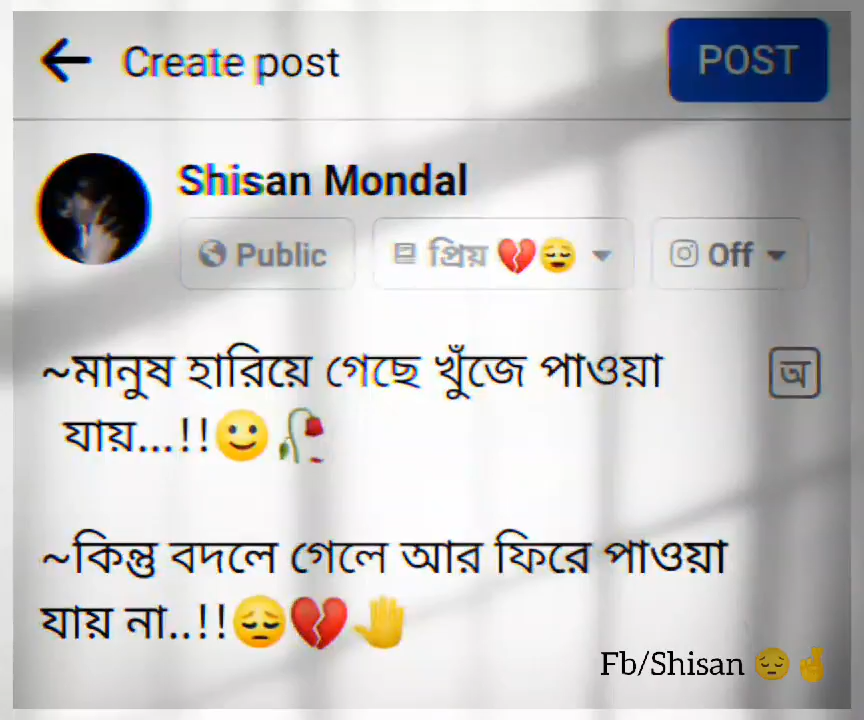 Create post
POST
Shisan Mondal
Public
প্রিয় 💔😌
Off
~মানুষ হারিয়ে গেছে খুঁজে পাওয়া
যায়...!!🙂🥀
অ
~কিন্তু বদলে গেলে আর ফিরে পাওয়া
যায় না..!!😔💔🤚
Fb/Shisan 😔🤞